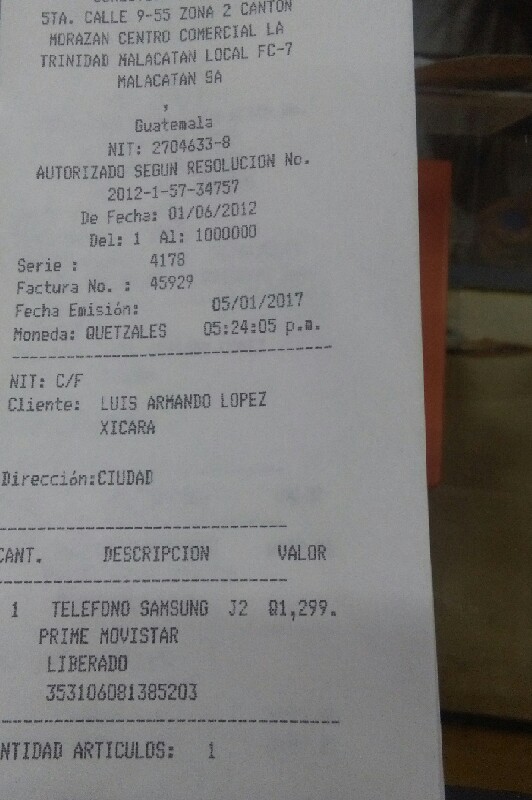 5TA. CALLE 9-55 ZONA 2 CANTON
MORAZAN CENTRO COMERCIAL LA
TRINIDAD MALACATAN LOCAL FC-7
MALACATAN SA
,
Guatemala
NIT: 2704633-8
AUTORIZADO SEGUN RESOLUCION No.
2012-1-57-34757
De Fecha: 01/06/2012
Del: 1 Al: 1000000
Serie : 4178
Factura No. : 45929
Fecha Emisión: 05/01/2017
Moneda: QUETZALES 05:24:05 p.m.
NIT: C/F
Cliente: LUIS ARMANDO LOPEZ
XICARA
Dirección:CIUDAD
CANT. DESCRIPCION VALOR
1 TELEFONO SAMSUNG J2 Q1,299.
PRIME MOVISTAR
LIBERADO
353106081385203
NTIDAD ARTICULOS: 1